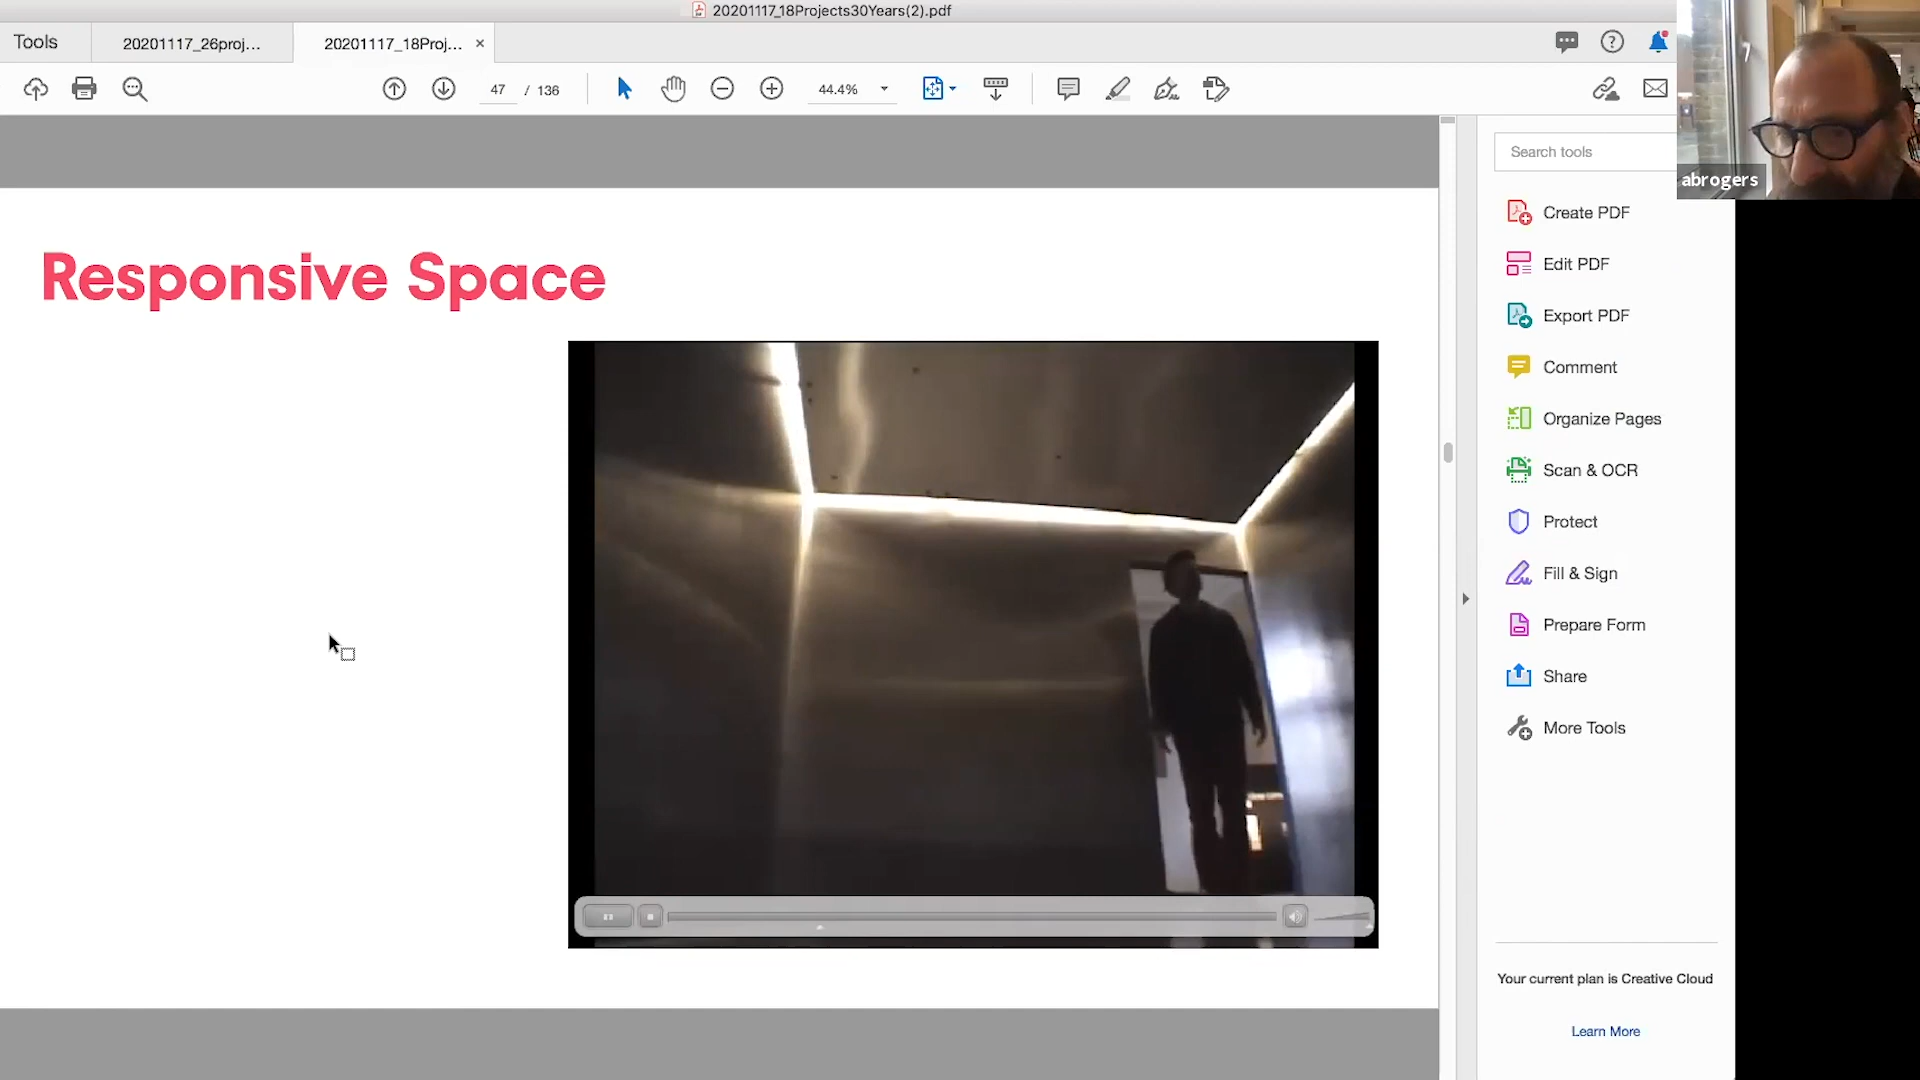 20201117_18Projects30Years(2).pdf
Tools
20201117_26proj...
20201117_18Proj...
47 / 136
44.4%
Search tools
abrogers
Create PDF
Edit PDF
Export PDF
Comment
Organize Pages
Scan & OCR
Protect
Fill & Sign
Prepare Form
Share
More Tools
Your current plan is Creative Cloud
Learn More
Responsive Space